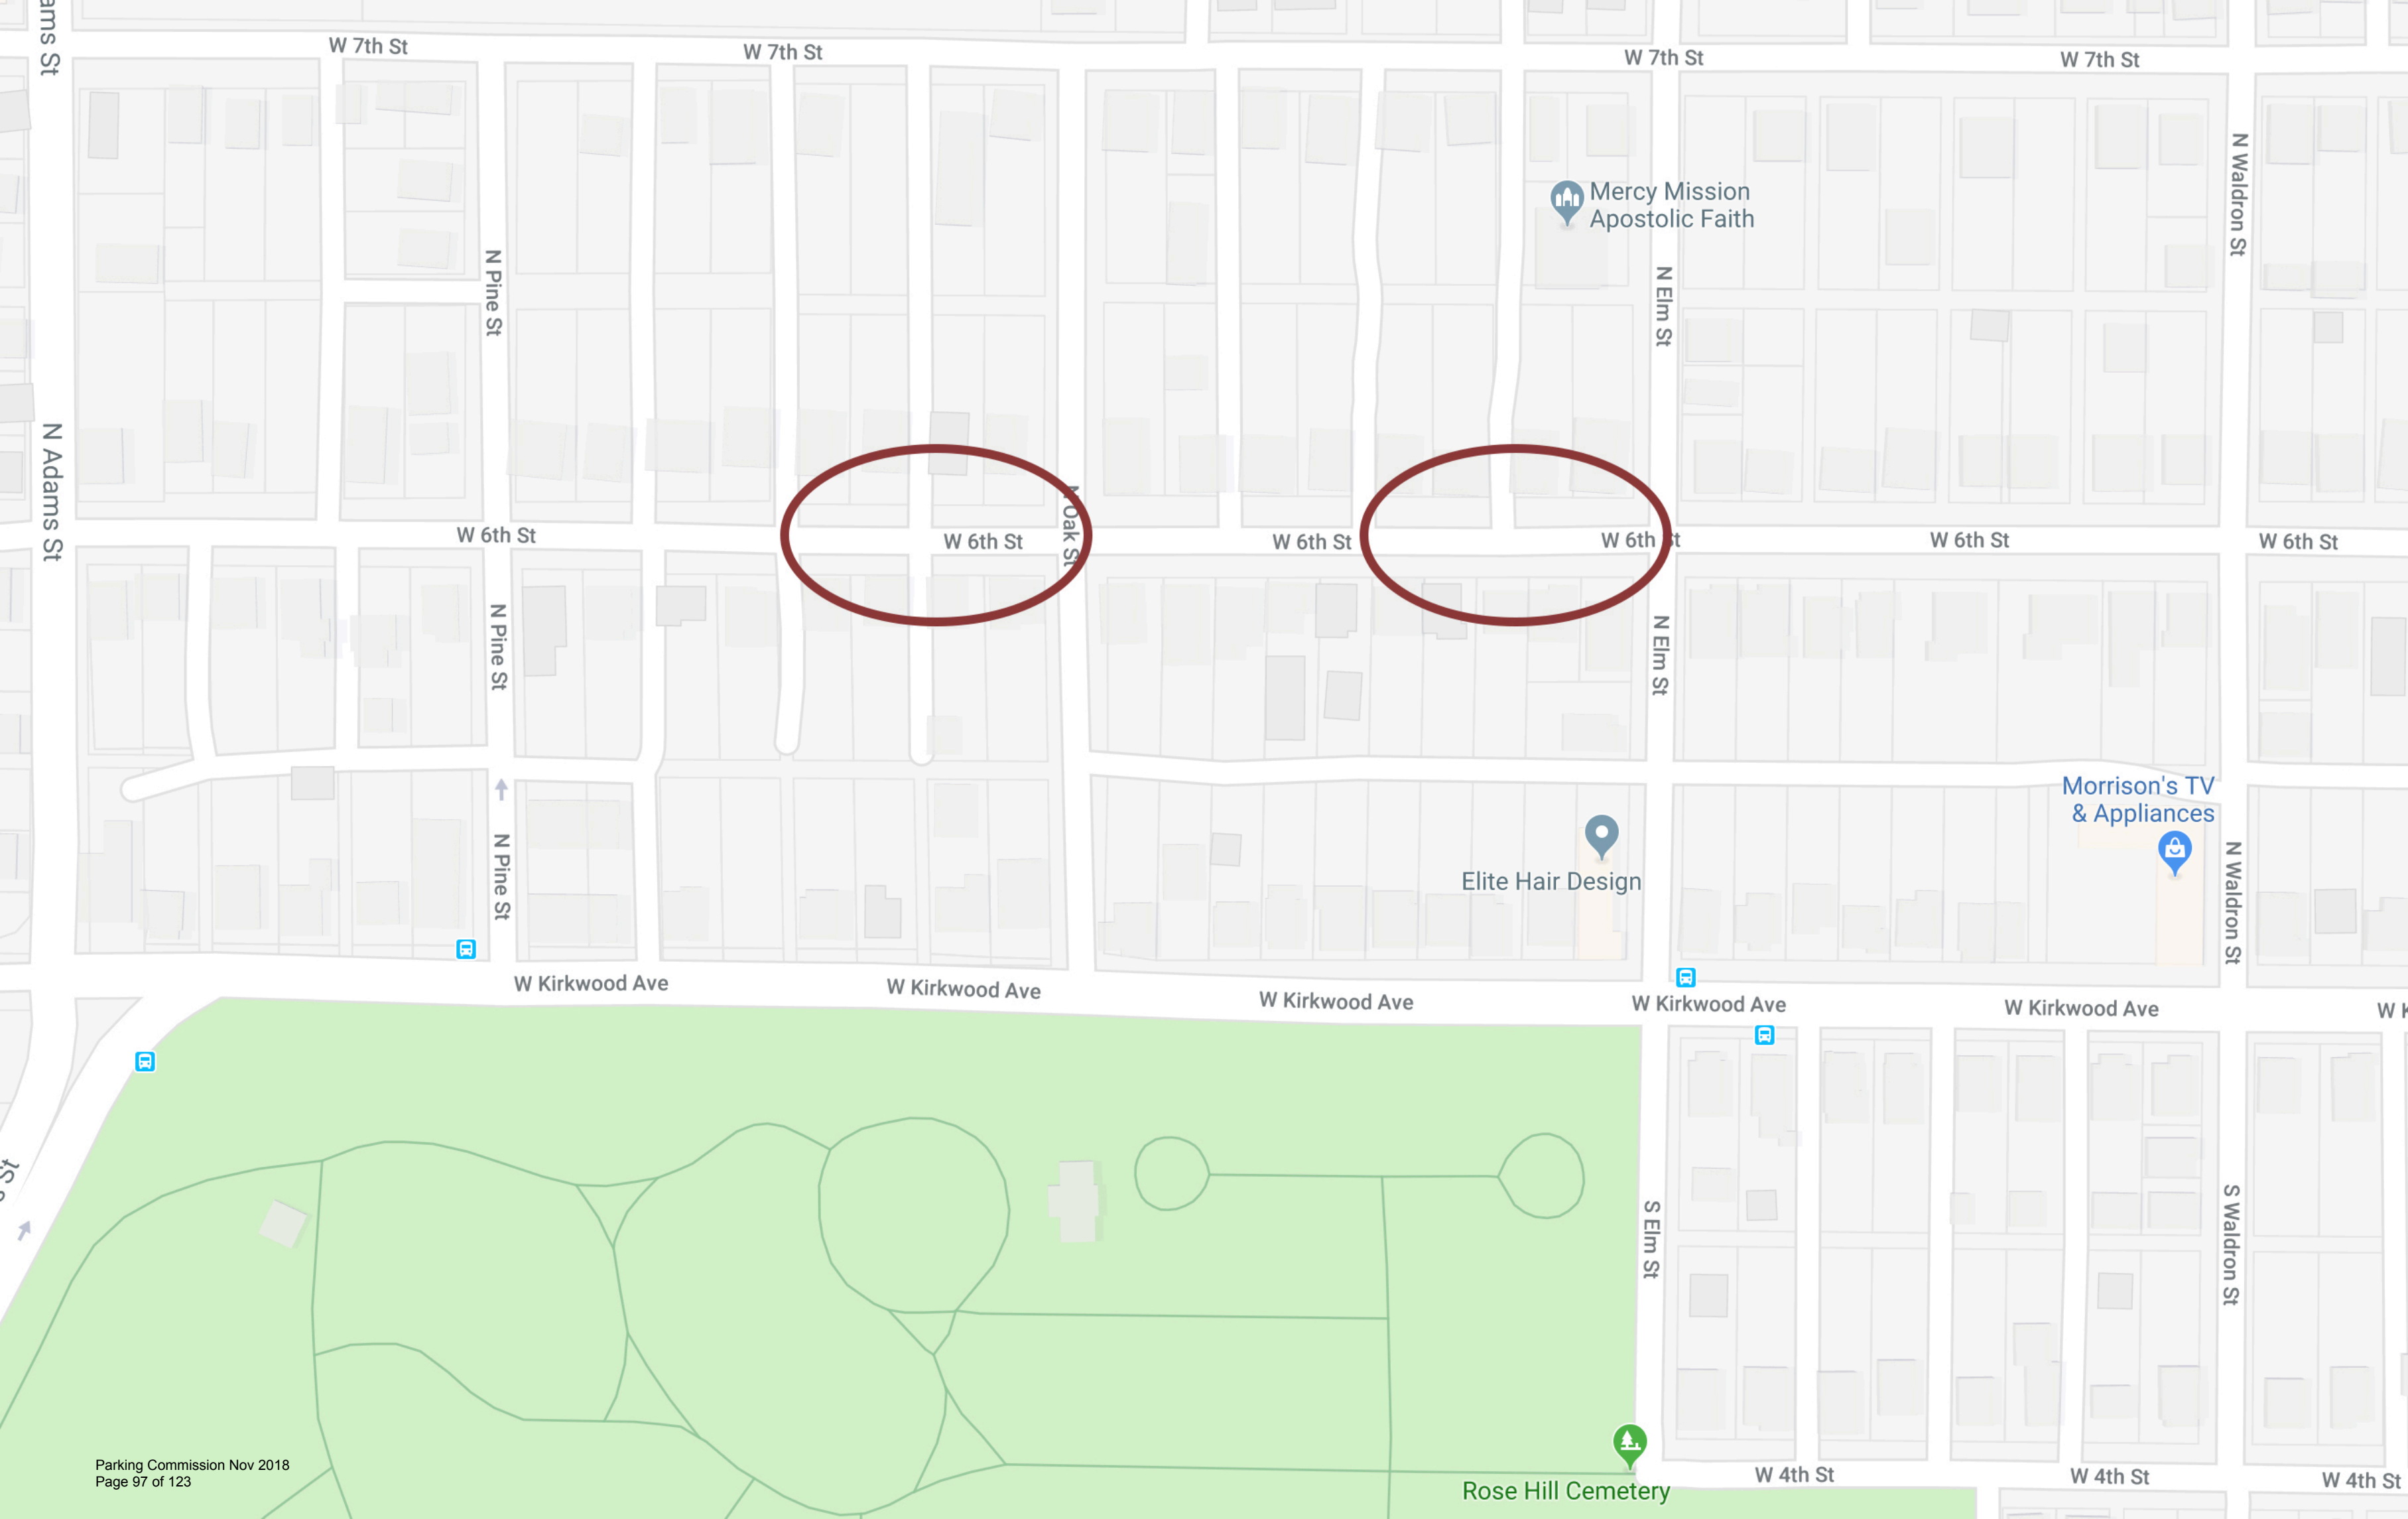 ams St
W 7th St
W 7th St
W 7th St
W 7th St
N Waldron St
Mercy Mission
Apostolic Faith
N Pine St
N Elm St
N Adams St
N Oak St
W 6th St
W 6th St
W 6th St
W 6th St
W 6th St
W 6th St
N Pine St
N Elm St
Morrison's TV
& Appliances
N Pine St
Elite Hair Design
N Waldron St
W Kirkwood Ave
W Kirkwood Ave
W Kirkwood Ave
W Kirkwood Ave
W Kirkwood Ave
W K
s St
S Elm St
S Waldron St
Parking Commission Nov 2018
Page 97 of 123
Rose Hill Cemetery
W 4th St
W 4th St
W 4th St